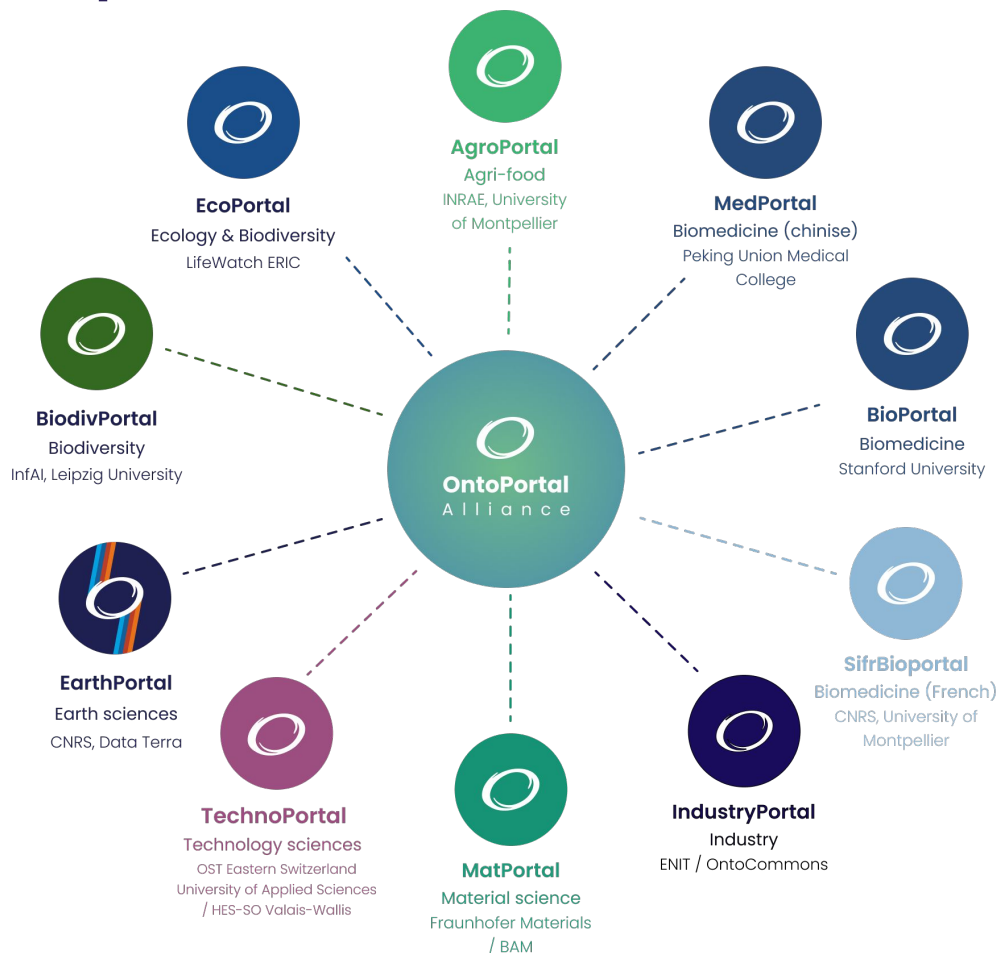 AgroPortal
Agri-food
INRAE, University
of Montpellier
EcoPortal
Ecology & Biodiversity
LifeWatch ERIC
MedPortal
Biomedicine (chinise)
Peking Union Medical
College
BiodivPortal
Biodiversity
InfAI, Leipzig University
BioPortal
Biomedicine
Stanford University
OntoPortal
Alliance
EarthPortal
Earth sciences
CNRS, Data Terra
SifrBioportal
Biomedicine (French)
CNRS, University of
Montpellier
TechnoPortal
Technology sciences
OST Eastern Switzerland
University of Applied Sciences
/ HES-SO Valais-Wallis
MatPortal
Material science
Fraunhofer Materials
/ BAM
IndustryPortal
Industry
ENIT / OntoCommons